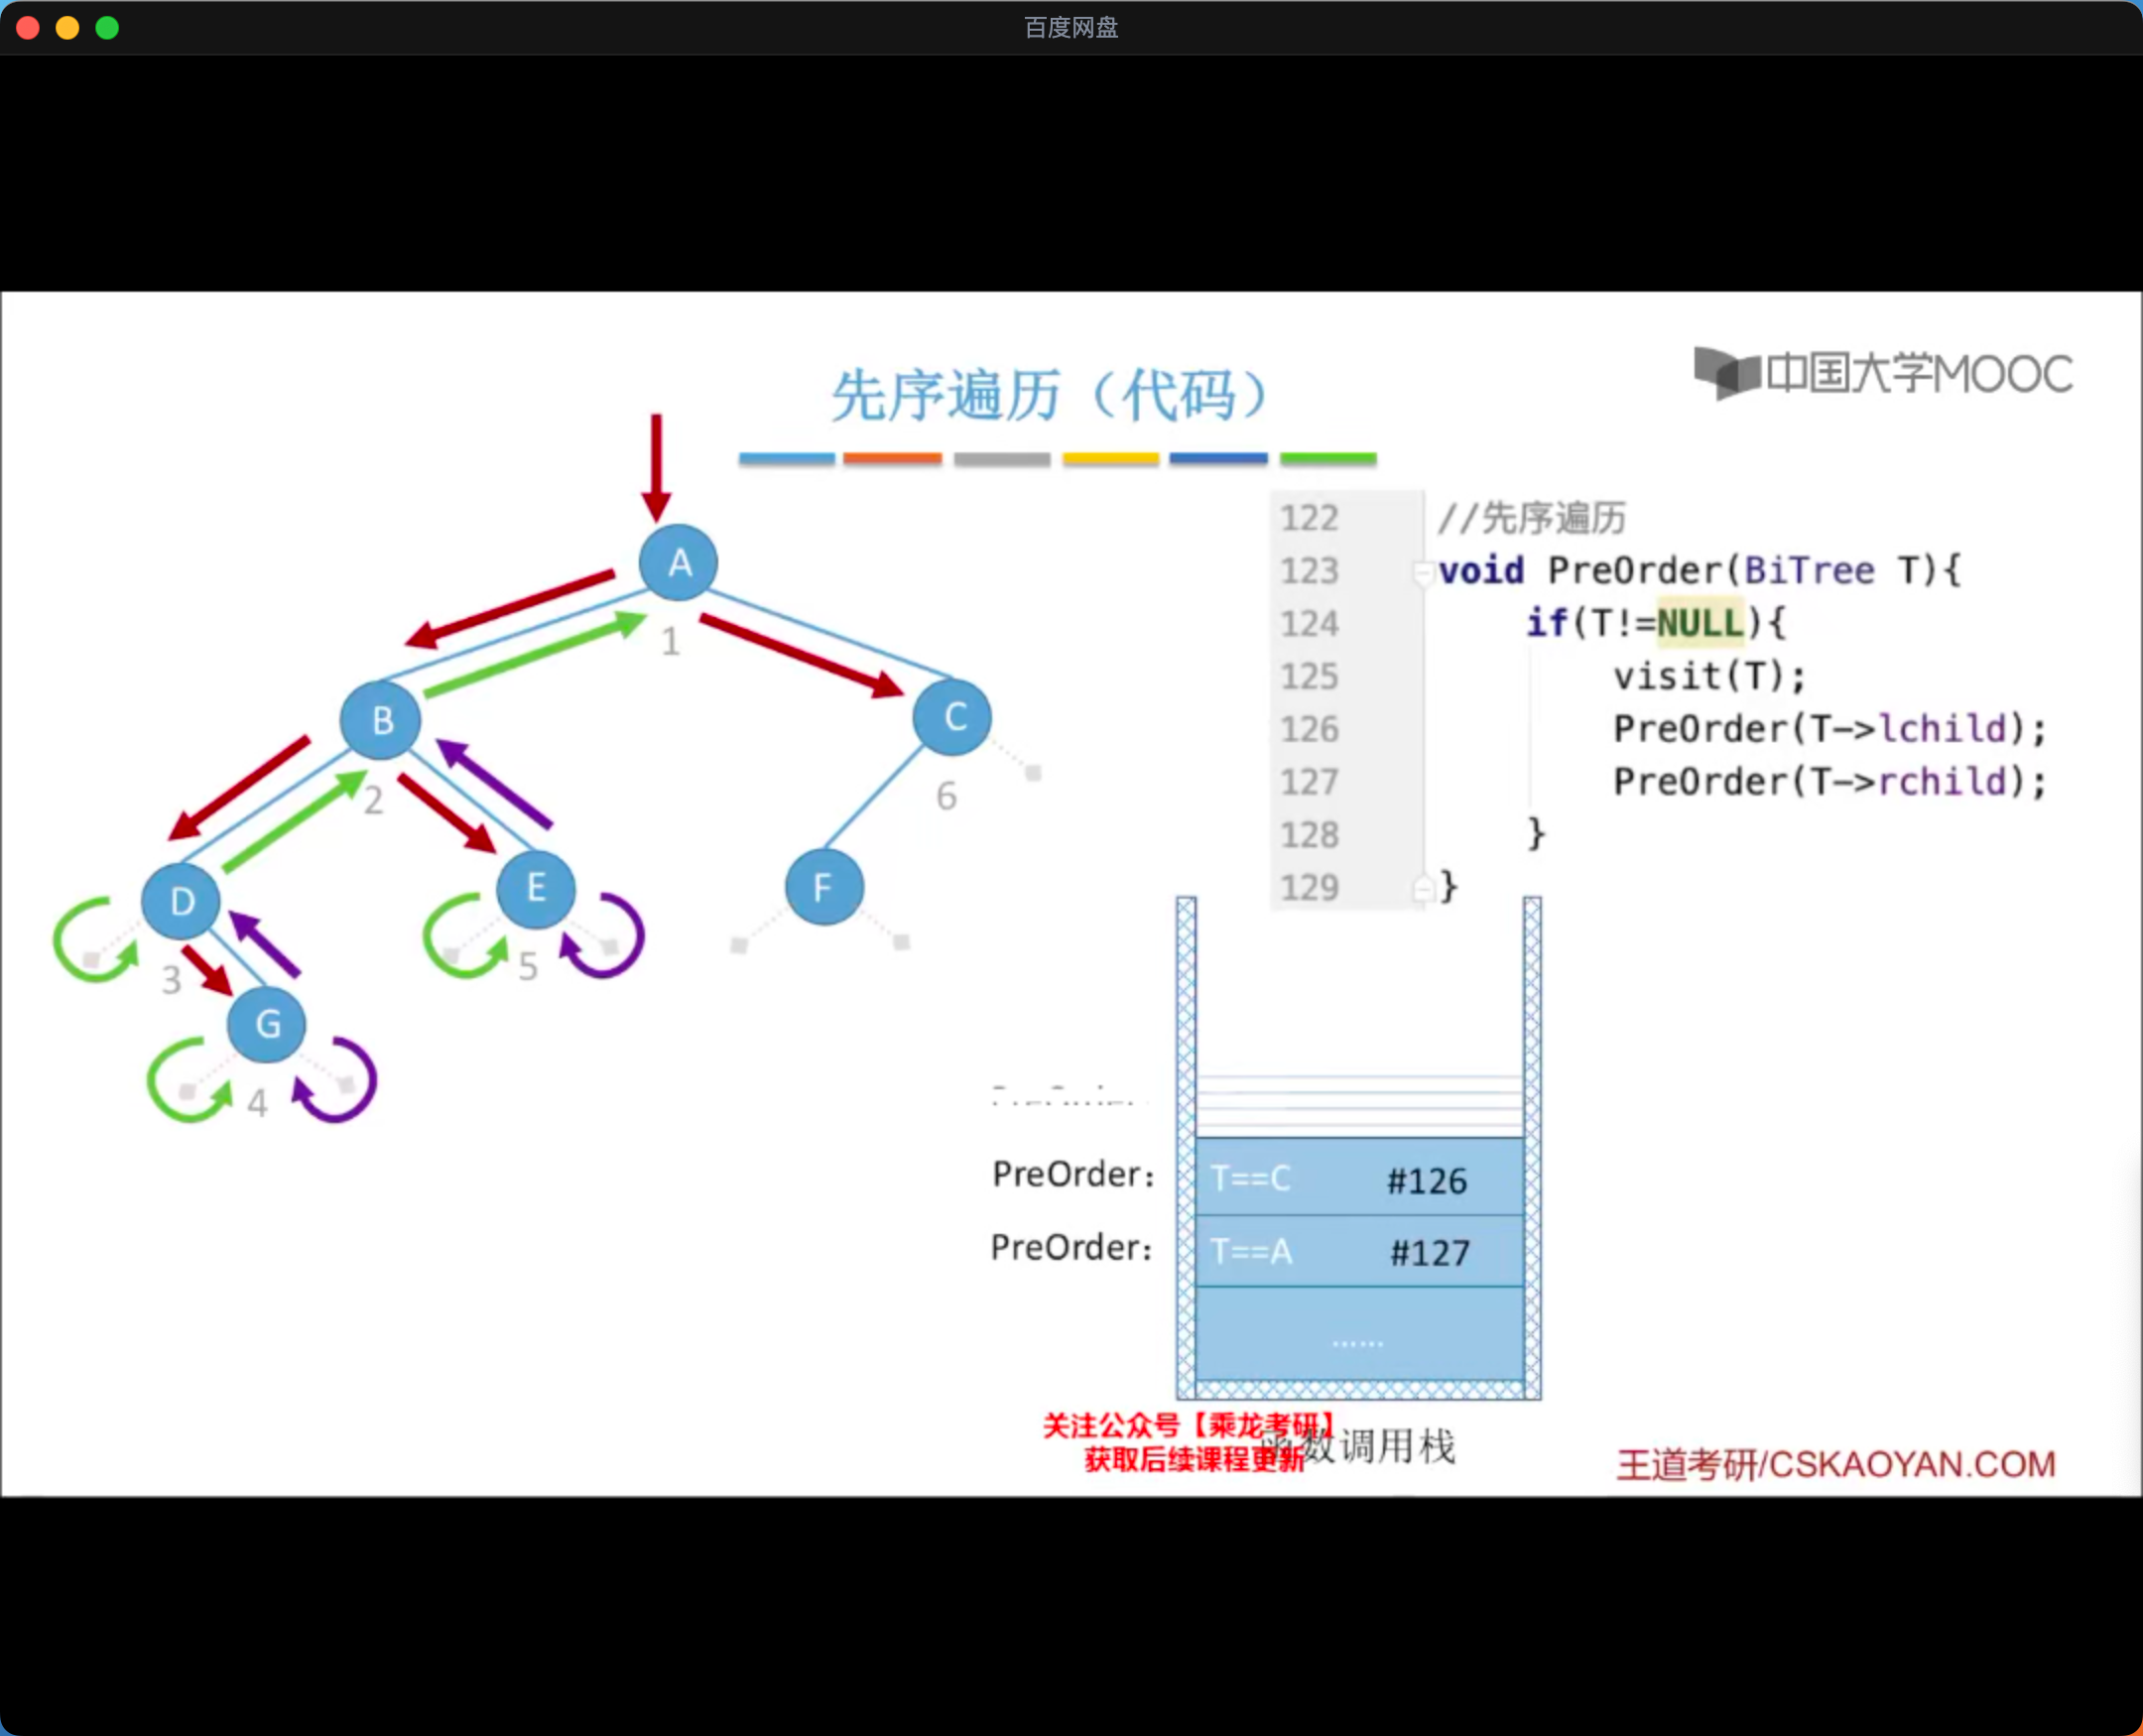 百度网盘
先序遍历（代码）
中国大学MOOC
A
1
B
2
C
6
D
3
E
5
F
G
4
122 //先序遍历
123 void PreOrder(BiTree T){
124 if(T!=NULL){
125 visit(T);
126 PreOrder(T->lchild);
127 PreOrder(T->rchild);
128 }
129 }
PreOrder: T==C #126
PreOrder: T==A #127
......
关注公众号【乘龙考研】
获取后续课程更新
函数调用栈
王道考研/CSKAOYAN.COM